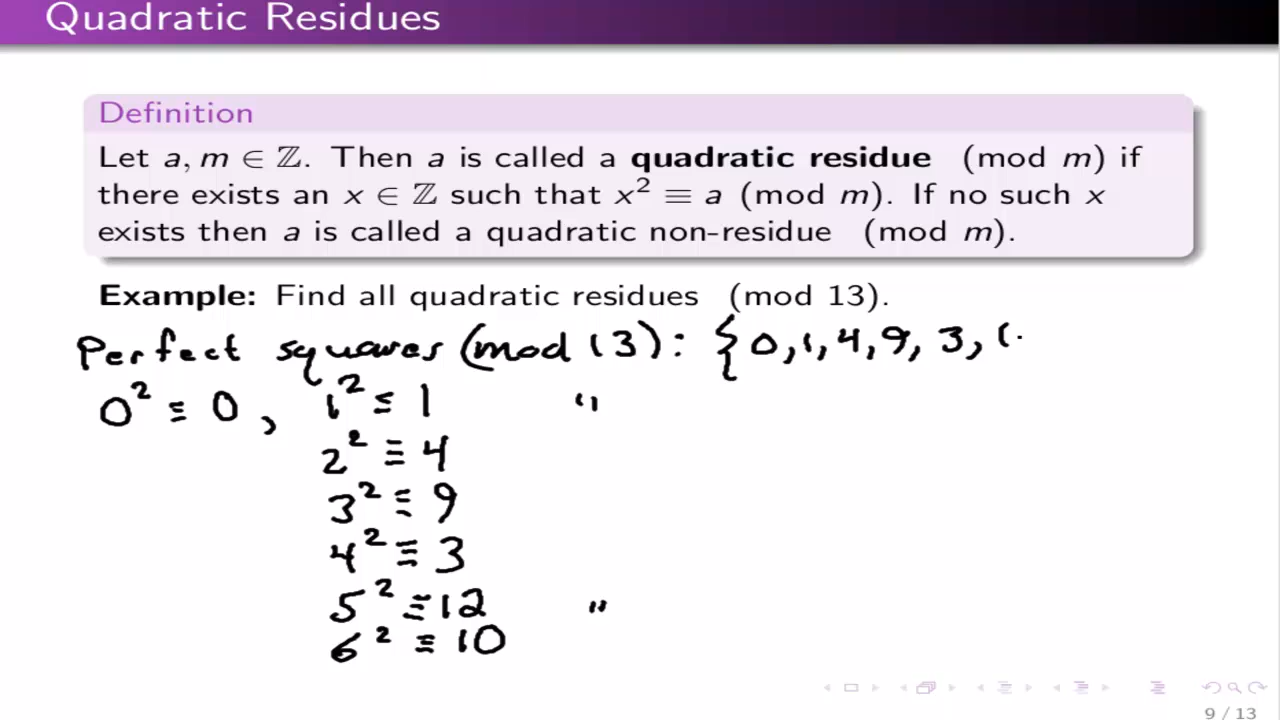 Quadratic Residues
Definition
Let a, m ∈ ℤ. Then a is called a quadratic residue (mod m) if
there exists an x ∈ ℤ such that x² ≡ a (mod m). If no such x
exists then a is called a quadratic non-residue (mod m).
Example: Find all quadratic residues (mod 13).
Perfect squares (mod 13): {0, 1, 4, 9, 3, 1
0² ≡ 0, 1² ≡ 1 "
2² ≡ 4
3² ≡ 9
4² ≡ 3
5² ≡ 12 "
6² ≡ 10
9 / 13